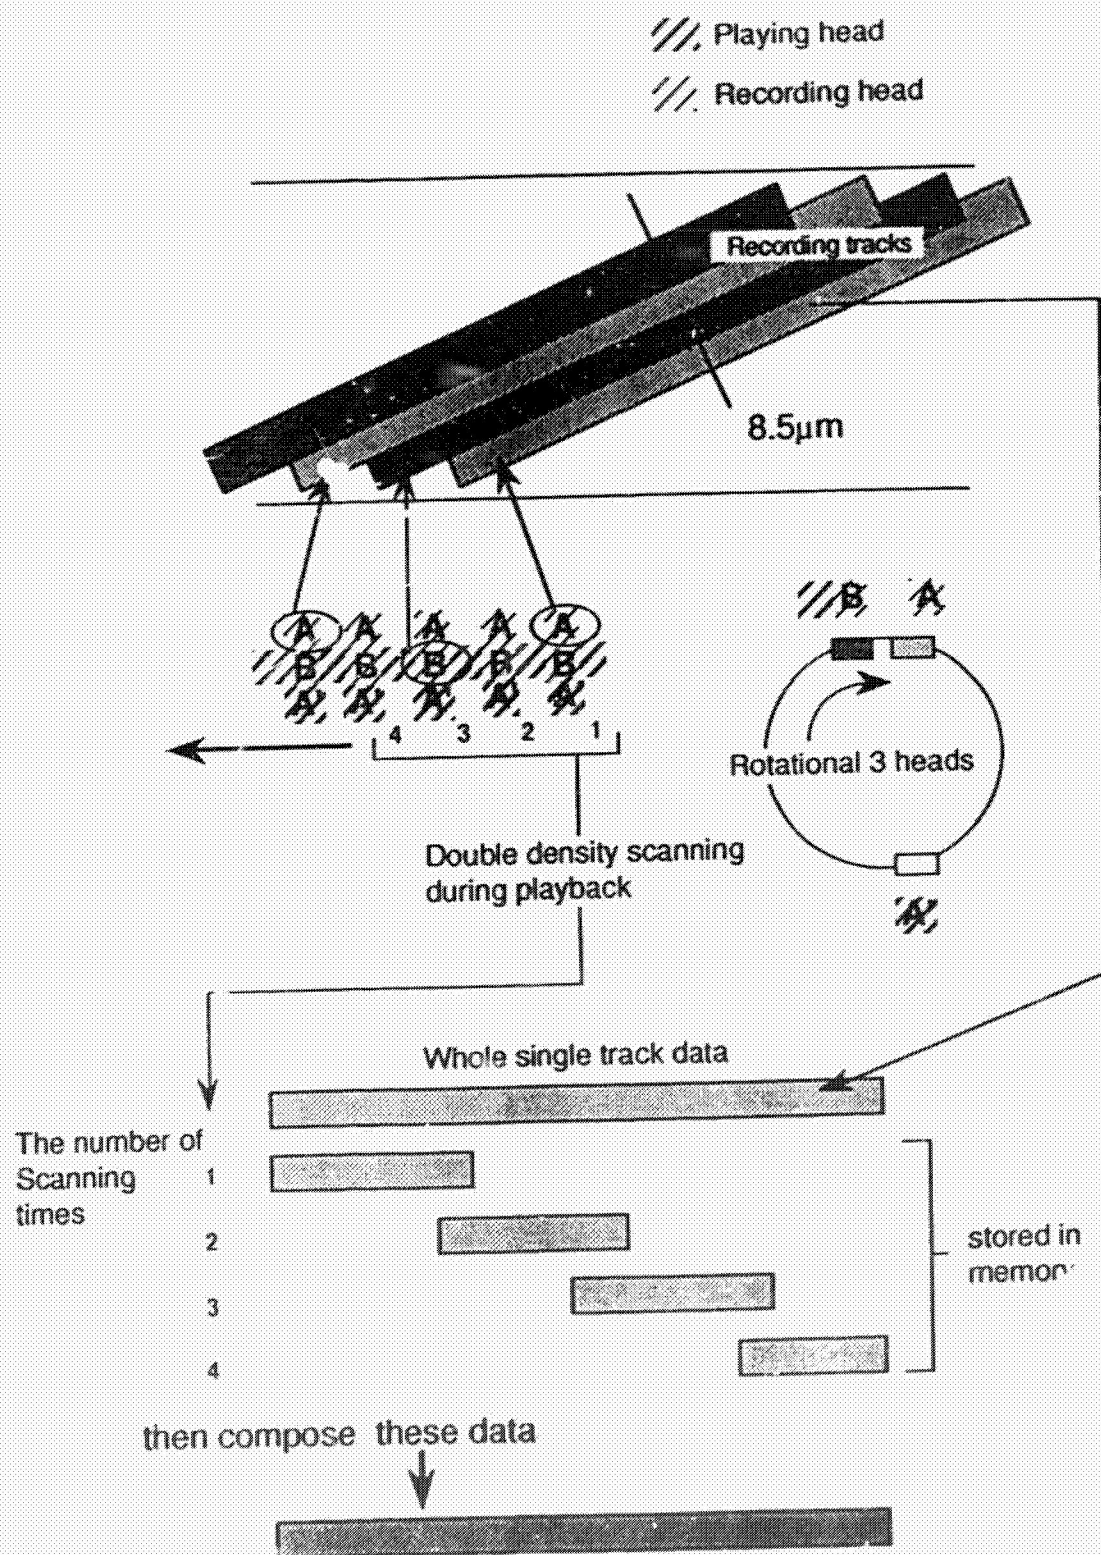 Playing head
Recording head
Recording tracks
8.5μm
B A
A A A A A
B B B B B
A' A' A' A' A'
4 3 2 1
Rotational 3 heads
A'
Double density scanning
during playback
Whole single track data
The number of
Scanning
times
1
2
3
4
stored in
then compose these data